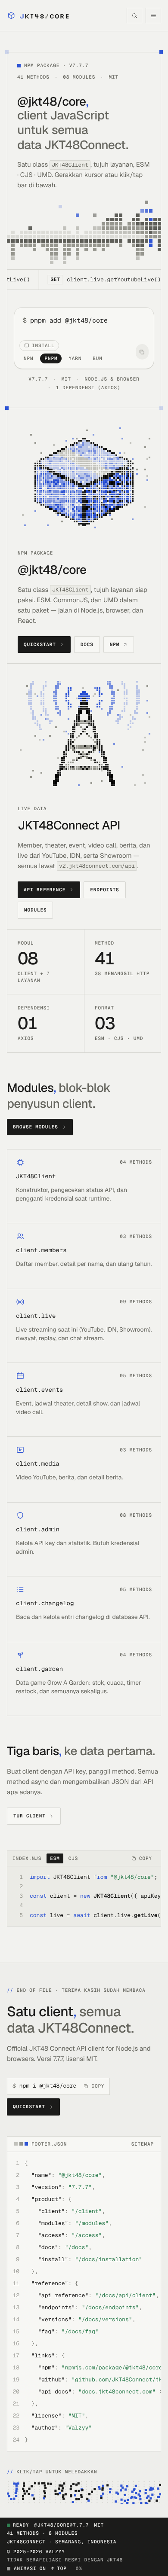 JKT48/CORE
NPM PACKAGE · V7.7.7
41 METHODS · 08 MODULES · MIT
@jkt48/core,
client JavaScript
untuk semua
data JKT48Connect.
Satu class JKT48Client, tujuh layanan, ESM
· CJS · UMD. Gerakkan kursor atau klik/tap
bar di bawah.
tLive()
GET client.live.getYoutubeLive()
$ pnpm add @jkt48/core
INSTALL
NPM PNPM YARN BUN
V7.7.7 · MIT · NODE.JS & BROWSER
· 1 DEPENDENSI (AXIOS)
NPM PACKAGE
@jkt48/core
Satu class JKT48Client, tujuh layanan siap
pakai. ESM, CommonJS, dan UMD dalam
satu paket — jalan di Node.js, browser, dan
React.
QUICKSTART
DOCS
NPM
LIVE DATA
JKT48Connect API
Member, theater, event, video call, berita, dan
live dari YouTube, IDN, serta Showroom —
semua lewat v2.jkt48connect.com/api.
API REFERENCE
ENDPOINTS
MODULES
MODUL
08
CLIENT + 7
LAYANAN
METHOD
41
38 MEMANGGIL HTTP
DEPENDENSI
01
AXIOS
FORMAT
03
ESM · CJS · UMD
Modules, blok-blok
penyusun client.
BROWSE MODULES
04 METHODS
JKT48Client
Konstruktor, pengecekan status API, dan
pengganti kredensial saat runtime.
03 METHODS
client.members
Daftar member, detail per nama, dan ulang tahun.
09 METHODS
client.live
Livestreaming saat ini (YouTube, IDN, Showroom),
riwayat, replay, dan chat stream.
05 METHODS
client.events
Event, jadwal theater, detail show, dan jadwal
video call.
03 METHODS
client.media
Video YouTube, berita, dan detail berita.
08 METHODS
client.admin
Kelola API key dan statistik. Butuh kredensial
admin.
05 METHODS
client.changelog
Baca dan kelola entri changelog di database API.
04 METHODS
client.garden
Data game Grow A Garden: stok, cuaca, timer
restock, dan semuanya sekaligus.
Tiga baris, ke data pertama.
Buat client dengan API key, panggil method. Semua
method async dan mengembalikan JSON dari API
apa adanya.
TUR CLIENT
INDEX.MJS ESM CJS COPY
1 import JKT48Client from "@jkt48/core";
2
3 const client = new JKT48Client({ apiKey
4
5 const live = await client.live.getLive(
// END OF FILE · TERIMA KASIH SUDAH MEMBACA
Satu client, semua
data JKT48Connect.
Official JKT48 Connect API client for Node.js and
browsers. Versi 7.7.7, lisensi MIT.
$ npm i @jkt48/core COPY
QUICKSTART
FOOTER.JSON SITEMAP
1 {
2 "name": "@jkt48/core",
3 "version": "7.7.7",
4 "product": {
5 "client": "/client",
6 "modules": "/modules",
7 "access": "/access",
8 "docs": "/docs",
9 "install": "/docs/installation"
10 },
11 "reference": {
12 "api reference": "/docs/api/client",
13 "endpoints": "/docs/endpoints",
14 "versions": "/docs/versions",
15 "faq": "/docs/faq"
16 },
17 "links": {
18 "npm": "npmjs.com/package/@jkt48/core
19 "github": "github.com/JKT48Connect/jk
20 "api docs": "docs.jkt48connect.com"
21 },
22 "license": "MIT",
23 "author": "Valzyy"
24 }
// KLIK/TAP UNTUK MELEDAKKAN
JKT48
READY @JKT48/CORE@7.7.7 MIT
41 METHODS · 8 MODULES
JKT48CONNECT · SEMARANG, INDONESIA
© 2025–2026 VALZYY
TIDAK BERAFILIASI RESMI DENGAN JKT48
ANIMASI ON ↑ TOP 0%